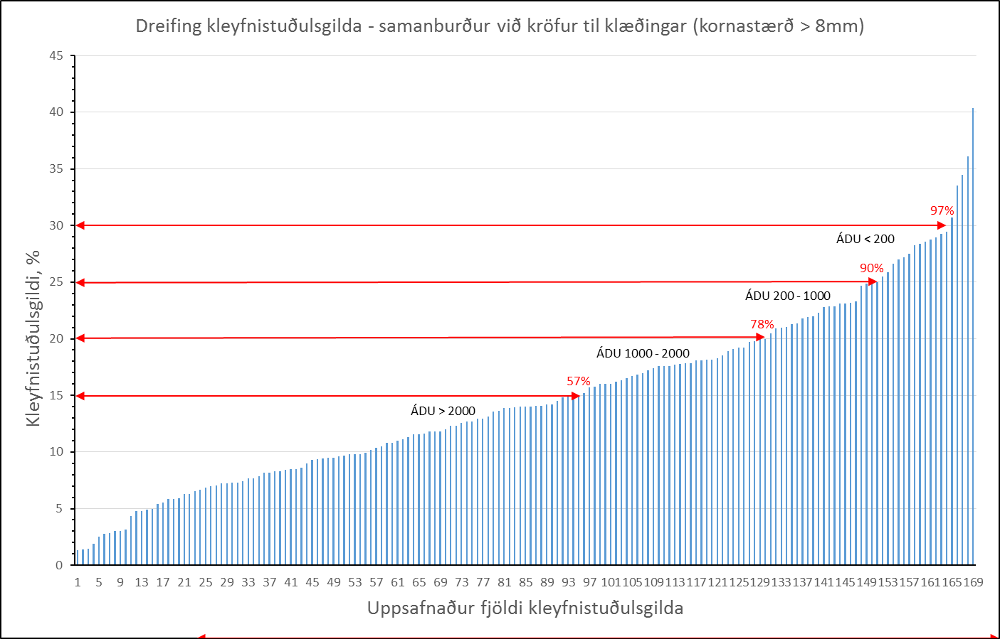 Dreifing kleyfnistuðulsgilda - samanburður við kröfur til klæðingar (kornastærð > 8mm)
45
40
35
30
25
20
15
10
5
0
Kleyfnistuðulsgildi, %
97%
ÁDU < 200
90%
ÁDU 200 - 1000
78%
ÁDU 1000 - 2000
57%
ÁDU > 2000
1 5 9 13 17 21 25 29 33 37 41 45 49 53 57 61 65 69 73 77 81 85 89 93 97 101 105 109 113 117 121 125 129 133 137 141 145 149 153 157 161 165 169
Uppsafnaður fjöldi kleyfnistuðulsgilda